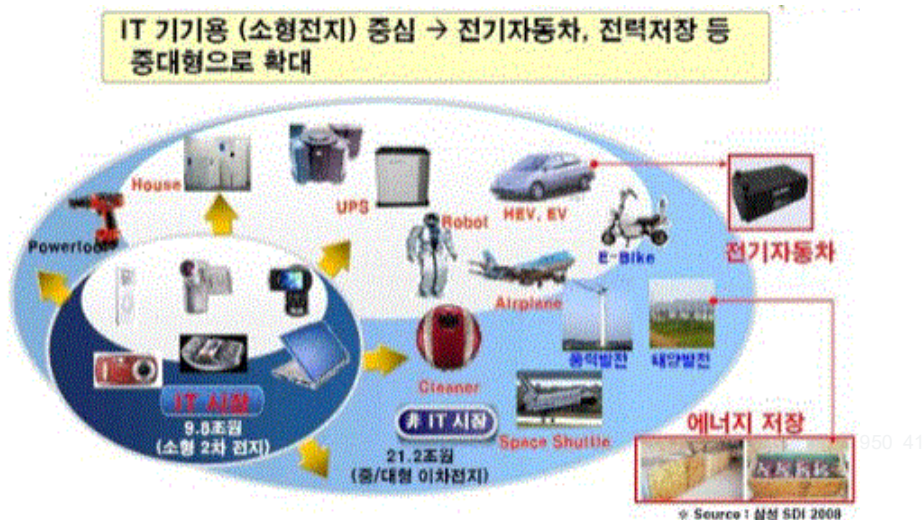 IT 기기용 (소형전지) 중심 → 전기자동차, 전력저장 등
중대형으로 확대
House
UPS
Robot
HEV, EV
E-Bike
Powertool
전기자동차
Airplane
풍력발전
태양발전
Cleaner
IT 시장
9.8조원
(소형 2차 전지)
非 IT 시장
21.2조원
(중/대형 이차전지)
Space Shuttle
에너지 저장
950 41
※ Source : 삼성 SDI 2008